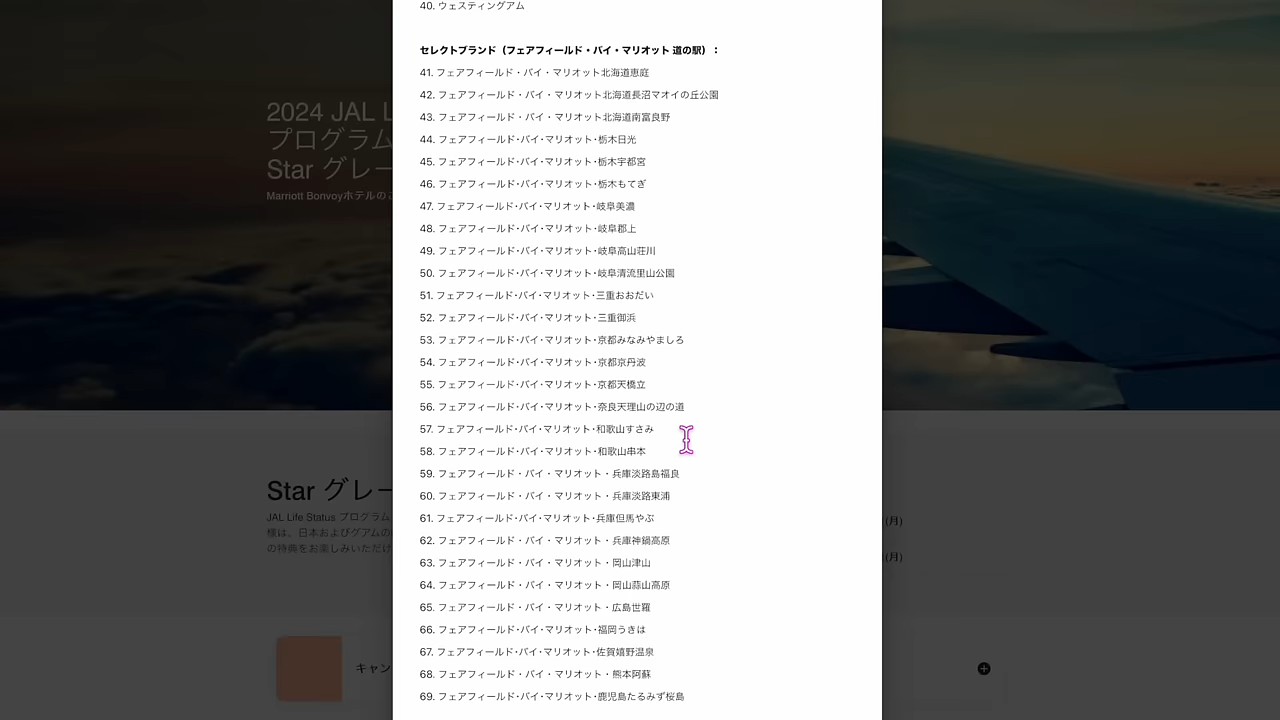 40. ウェスティングアム
セレクトブランド（フェアフィールド・バイ・マリオット 道の駅）：
41. フェアフィールド・バイ・マリオット北海道恵庭
42. フェアフィールド・バイ・マリオット北海道長沼マオイの丘公園
43. フェアフィールド・バイ・マリオット北海道南富良野
44. フェアフィールド･バイ･マリオット･栃木日光
45. フェアフィールド･バイ･マリオット･栃木宇都宮
46. フェアフィールド･バイ･マリオット･栃木もてぎ
47. フェアフィールド･バイ･マリオット･岐阜美濃
48. フェアフィールド･バイ･マリオット･岐阜郡上
49. フェアフィールド･バイ･マリオット･岐阜高山荘川
50. フェアフィールド･バイ･マリオット･岐阜清流里山公園
51. フェアフィールド･バイ･マリオット･三重おおだい
52. フェアフィールド･バイ･マリオット･三重御浜
53. フェアフィールド･バイ･マリオット･京都みなみやましろ
54. フェアフィールド･バイ･マリオット･京都京丹波
55. フェアフィールド･バイ･マリオット･京都天橋立
56. フェアフィールド･バイ･マリオット･奈良天理山の辺の道
57. フェアフィールド･バイ･マリオット･和歌山すさみ
58. フェアフィールド･バイ･マリオット･和歌山串本
59. フェアフィールド・バイ・マリオット・兵庫淡路島福良
60. フェアフィールド・バイ・マリオット・兵庫淡路東浦
61. フェアフィールド･バイ･マリオット･兵庫但馬やぶ
62. フェアフィールド・バイ・マリオット・兵庫神鍋高原
63. フェアフィールド・バイ・マリオット・岡山津山
64. フェアフィールド・バイ・マリオット・岡山蒜山高原
65. フェアフィールド・バイ・マリオット・広島世羅
66. フェアフィールド･バイ･マリオット･福岡うきは
67. フェアフィールド･バイ･マリオット･佐賀嬉野温泉
68. フェアフィールド・バイ・マリオット・熊本阿蘇
69. フェアフィールド･バイ･マリオット･鹿児島たるみず桜島
2024 JAL L
プログラム
Star グレー
Marriott Bonvoyホテルのこ
Star グレー
JAL Life Status プログラム
様は、日本およびグアムの
の特典をお楽しみいただけ
(月)
(月)
キャン